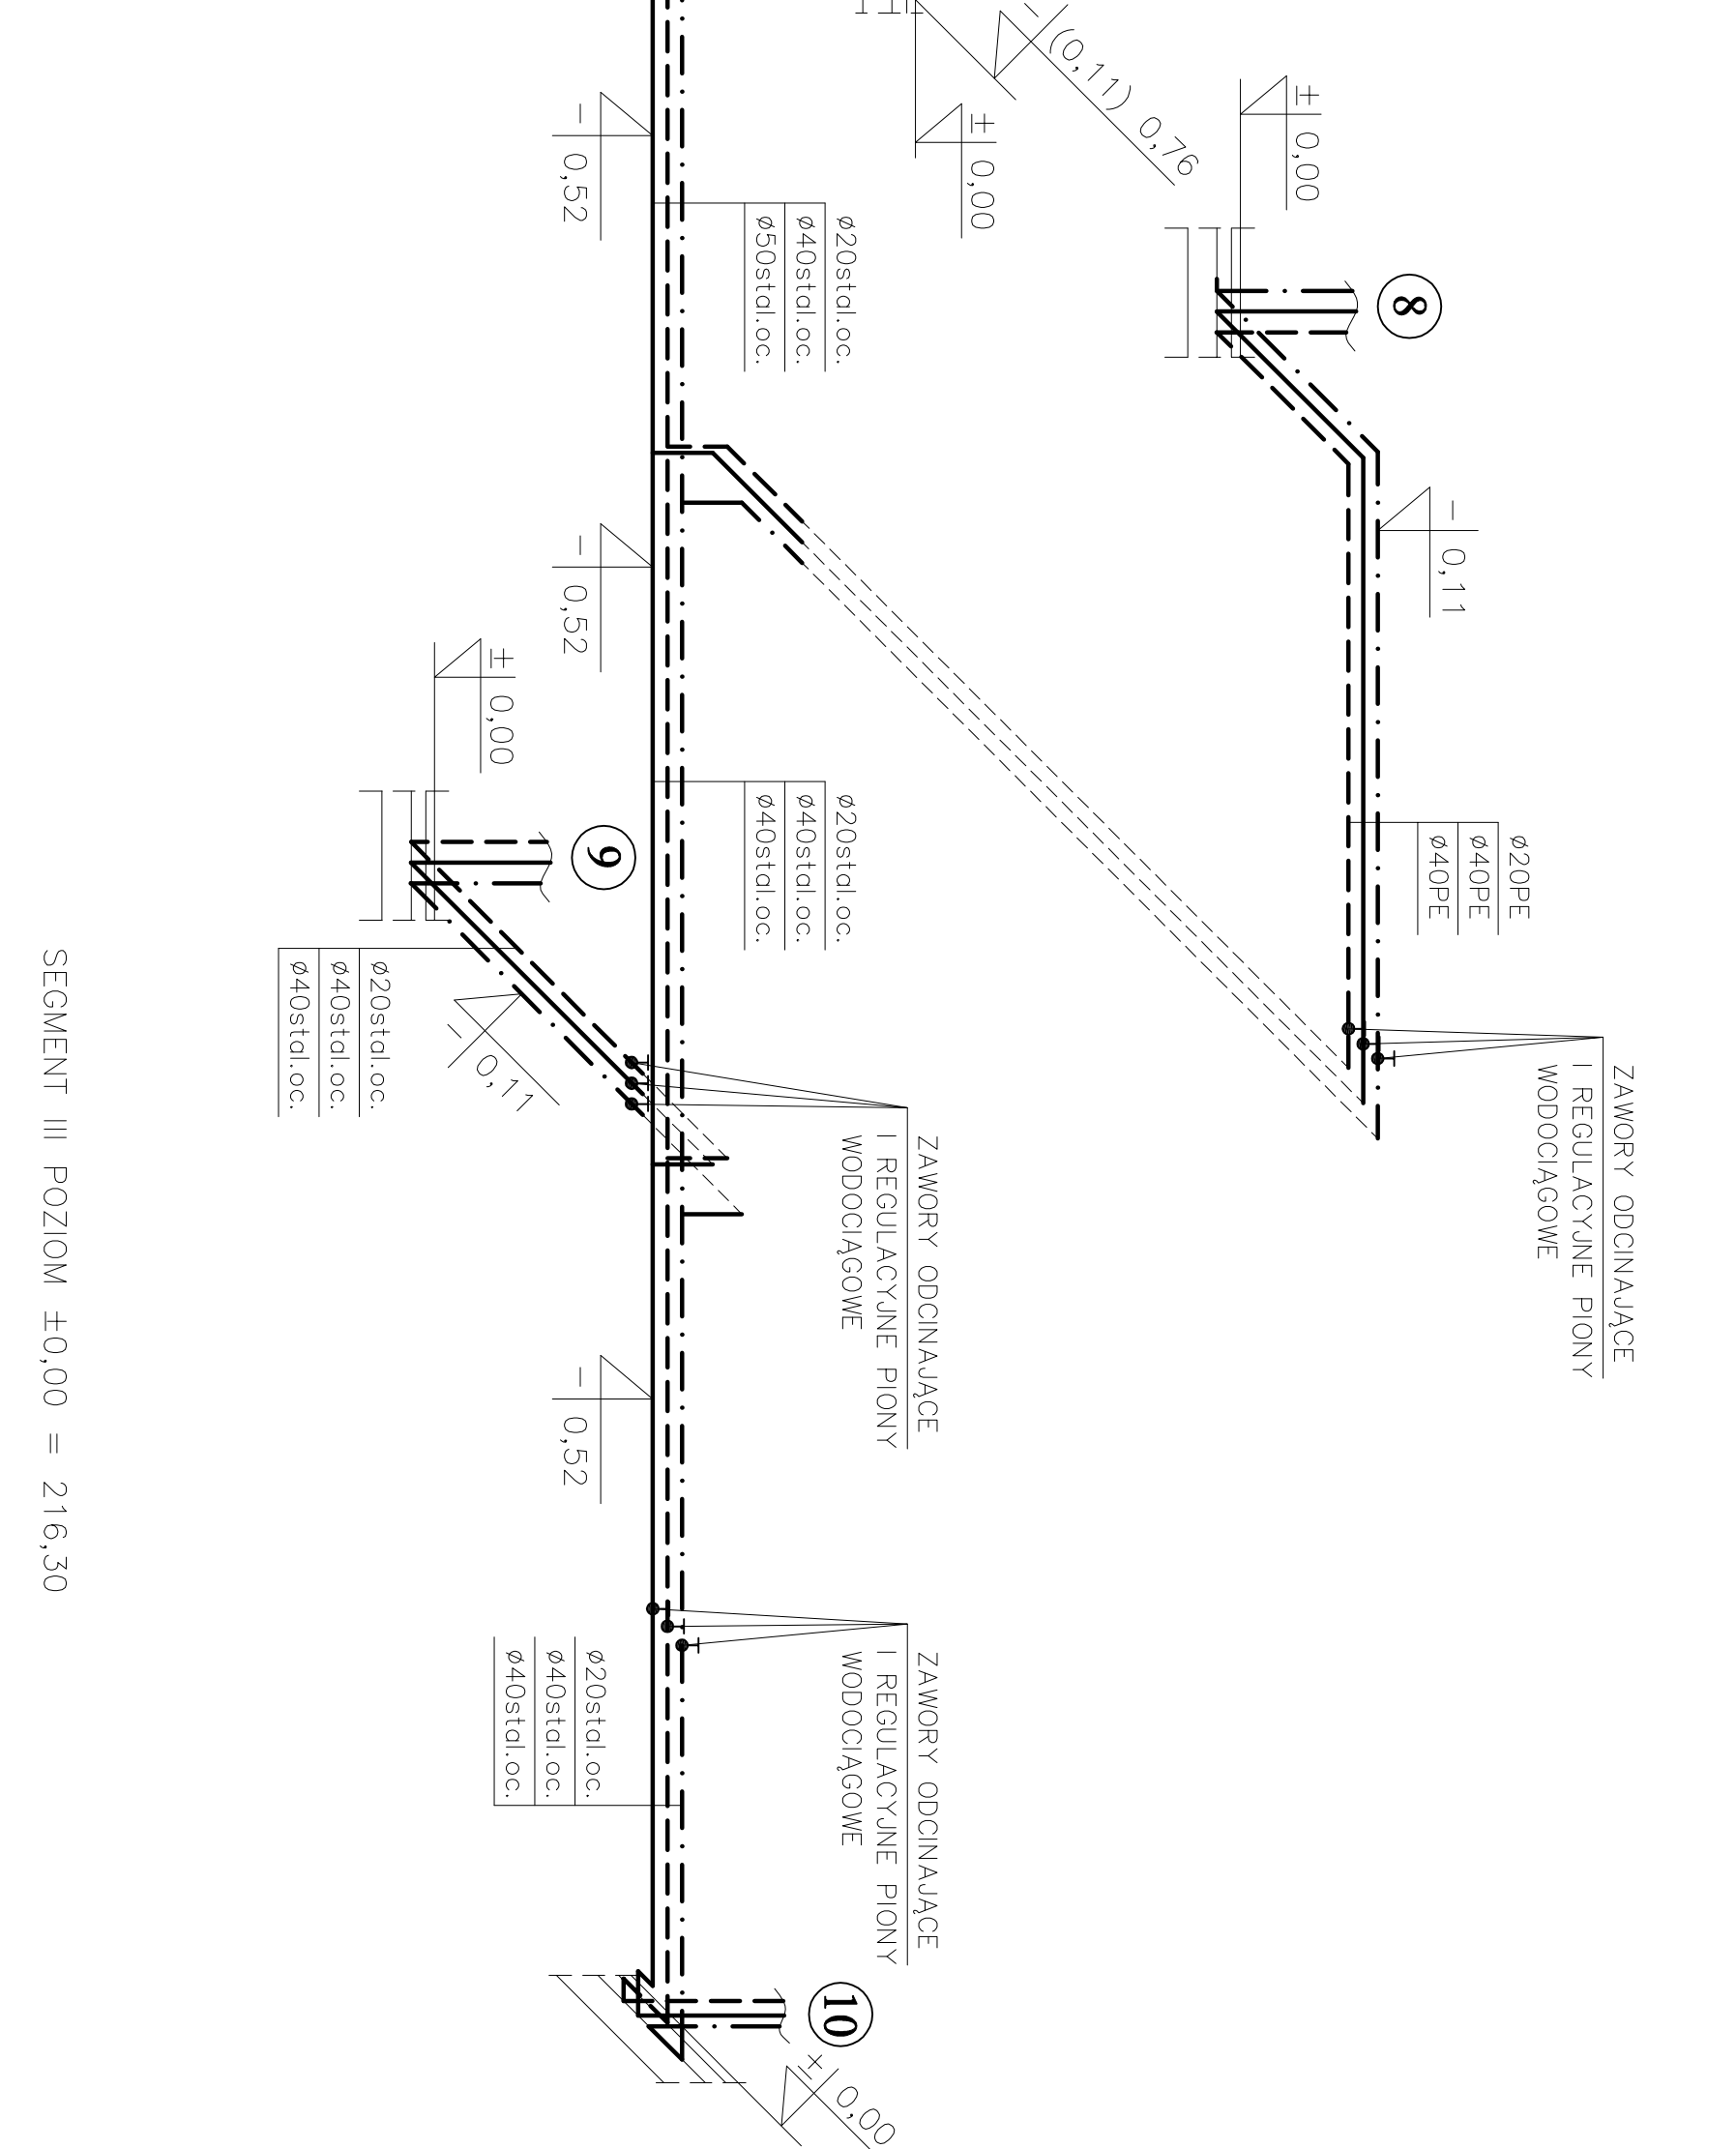 8
± 0,00
- 0,11
ø20PE
ø40PE
ø40PE
ZAWORY ODCINAJĄCE
I REGULACYJNE PIONY
WODOCIĄGOWE
- (0,11) 0,76
± 0,00
ø20stal.oc.
ø40stal.oc.
ø50stal.oc.
- 0,52
- 0,52
ø20stal.oc.
ø40stal.oc.
ø40stal.oc.
ZAWORY ODCINAJĄCE
I REGULACYJNE PIONY
WODOCIĄGOWE
- 0,52
ZAWORY ODCINAJĄCE
I REGULACYJNE PIONY
WODOCIĄGOWE
10
± 0,00
ø20stal.oc.
ø40stal.oc.
ø40stal.oc.
9
± 0,00
- 0,11
ø20stal.oc.
ø40stal.oc.
ø40stal.oc.
SEGMENT III POZIOM ±0,00 = 216,30